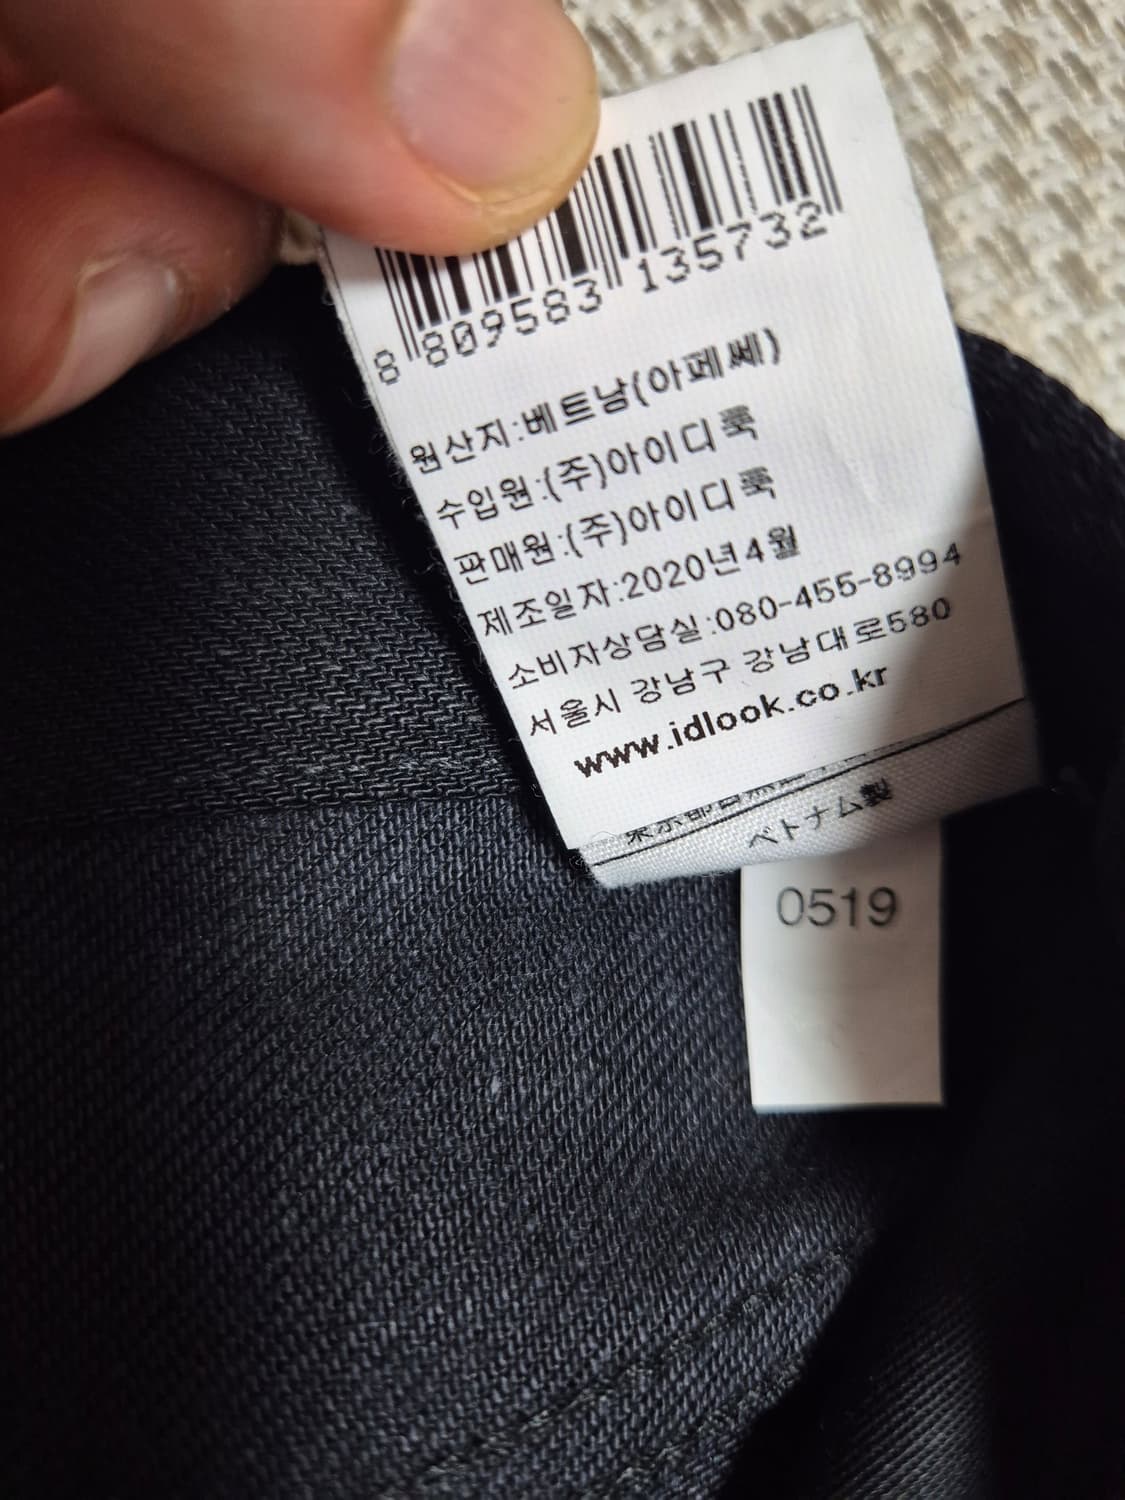 8 809583 135732
원산지:베트남(아페쎄)
수입원:(주)아이디룩
판매원:(주)아이디룩
제조일자:2020년4월
소비자상담실:080-455-8994
서울시 강남구 강남대로580
www.idlook.co.kr
東京都
ベトナム製
0519